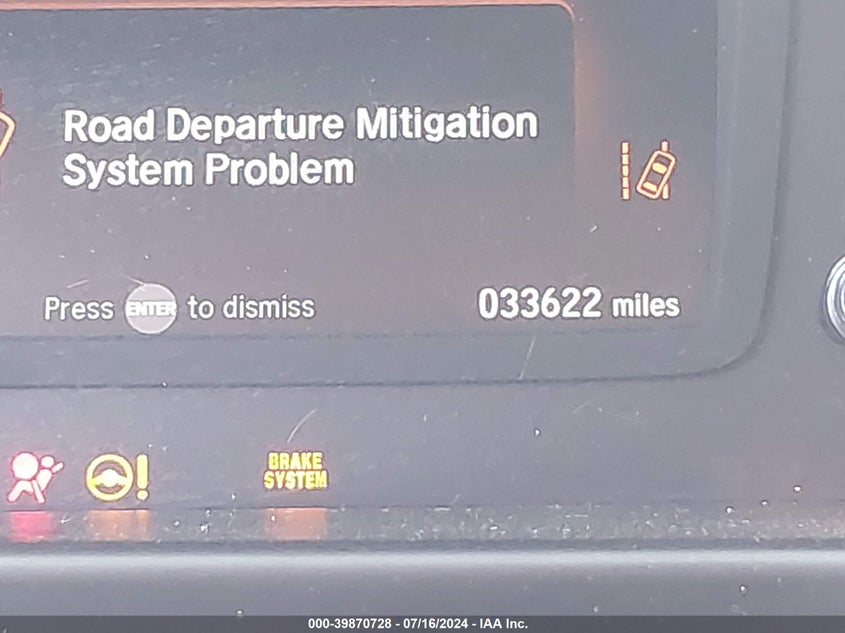 Road Departure Mitigation
System Problem
Press ENTER to dismiss
033622 miles
BRAKE
SYSTEM
000-39870728 - 07/16/2024 - IAA Inc.